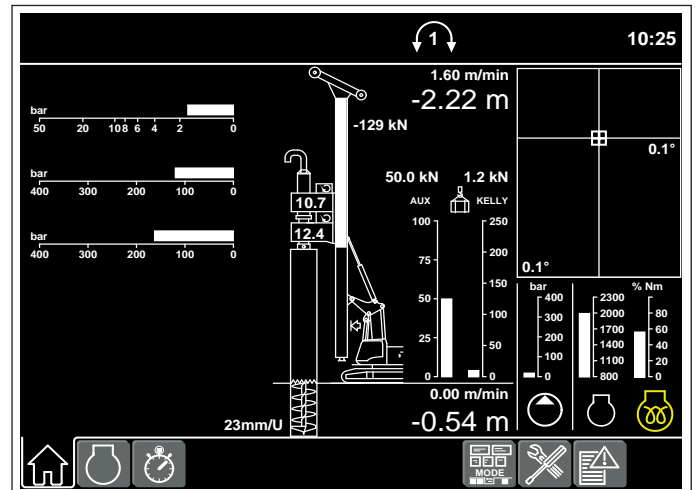 1 10:25
1.60 m/min
-2.22 m
-129 kN
bar
50 20 10 8 6 4 2 0
bar
400 300 200 100 0
bar
400 300 200 100 0
10.7
12.4
50.0 kN 1.2 kN
AUX KELLY
100 250
200
75
150
50
100
25
50
0 0
0.1°
0.1°
bar
400
300
200
100
0
2300
2000
1700
1400
1100
800
% Nm
80
60
40
20
0
0.00 m/min
-0.54 m
23mm/U
MODE